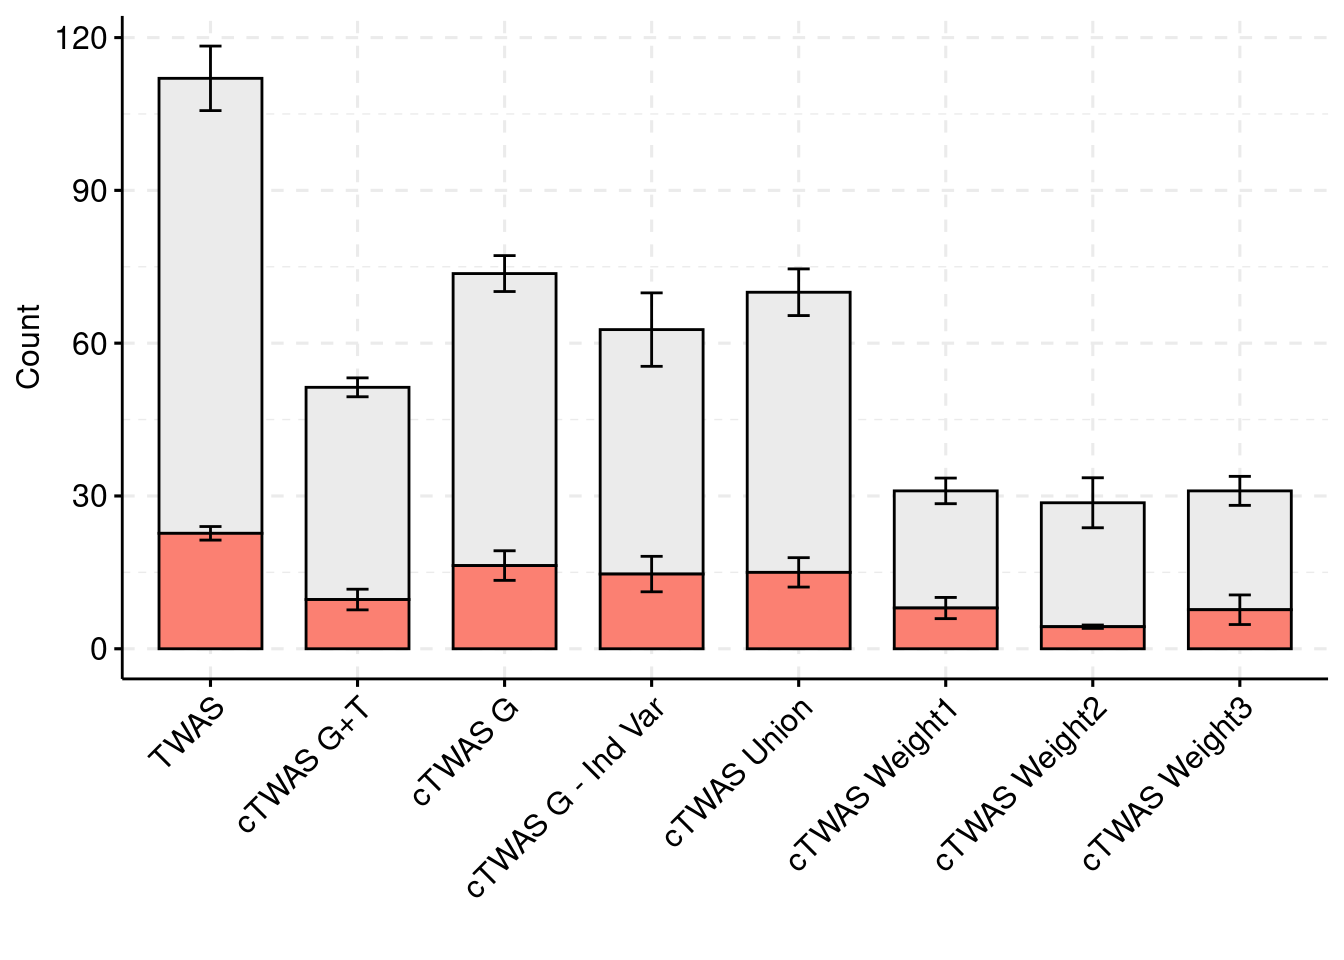 Count
120
90
60
30
0
TWAS
cTWAS G+T
cTWAS G
cTWAS G - Ind Var
cTWAS Union
cTWAS Weight1
cTWAS Weight2
cTWAS Weight3